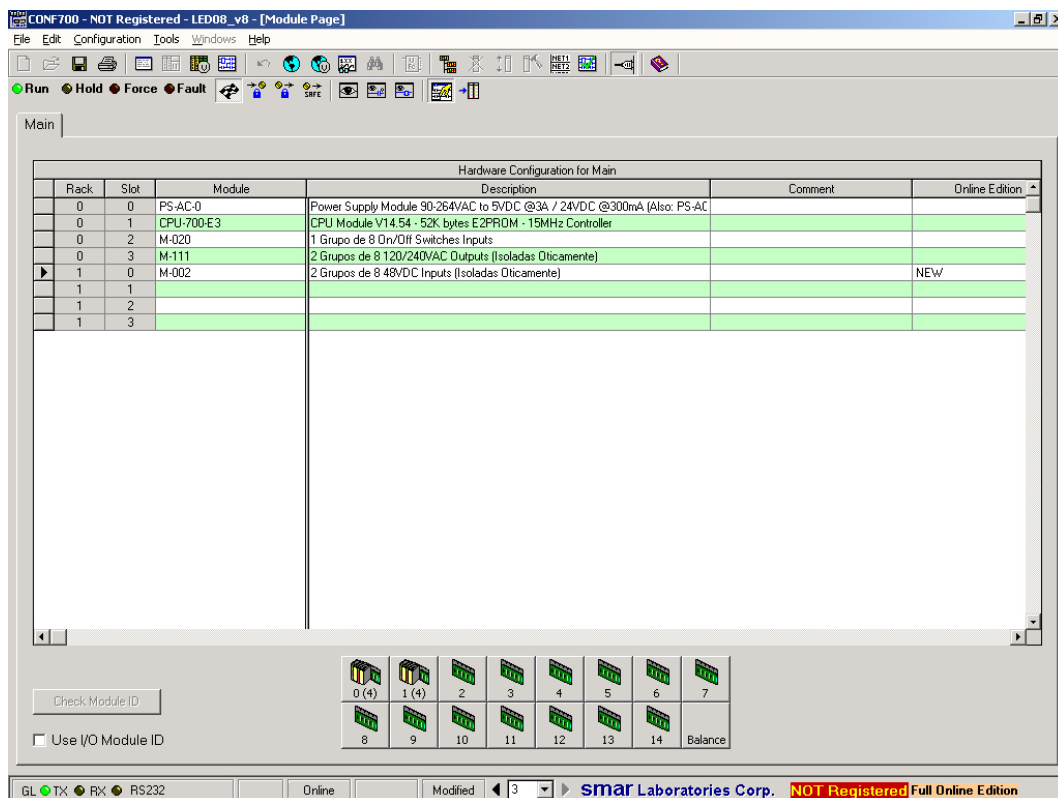 CONF700 - NOT Registered - LED08_v8 - [Module Page]
File Edit Configuration Tools Windows Help
Run Hold Force Fault SAFE
Main
Hardware Configuration for Main
Rack Slot Module Description Comment Online Edition
0 0 PS-AC-0 Power Supply Module 90-264VAC to 5VDC @3A / 24VDC @300mA (Also: PS-AC
0 1 CPU-700-E3 CPU Module V14.54 - 52K bytes E2PROM - 15MHz Controller
0 2 M-020 1 Grupo de 8 On/Off Switches Inputs
0 3 M-111 2 Grupos de 8 120/240VAC Outputs (Isoladas Oticamente)
1 0 M-002 2 Grupos de 8 48VDC Inputs (Isoladas Oticamente) NEW
1 1
1 2
1 3
0 (4) 1 (4) 2 3 4 5 6 7
Check Module ID
Use I/O Module ID
8 9 10 11 12 13 14 Balance
GL TX RX RS232 Online Modified 3 smar Laboratories Corp. NOT Registered Full Online Edition